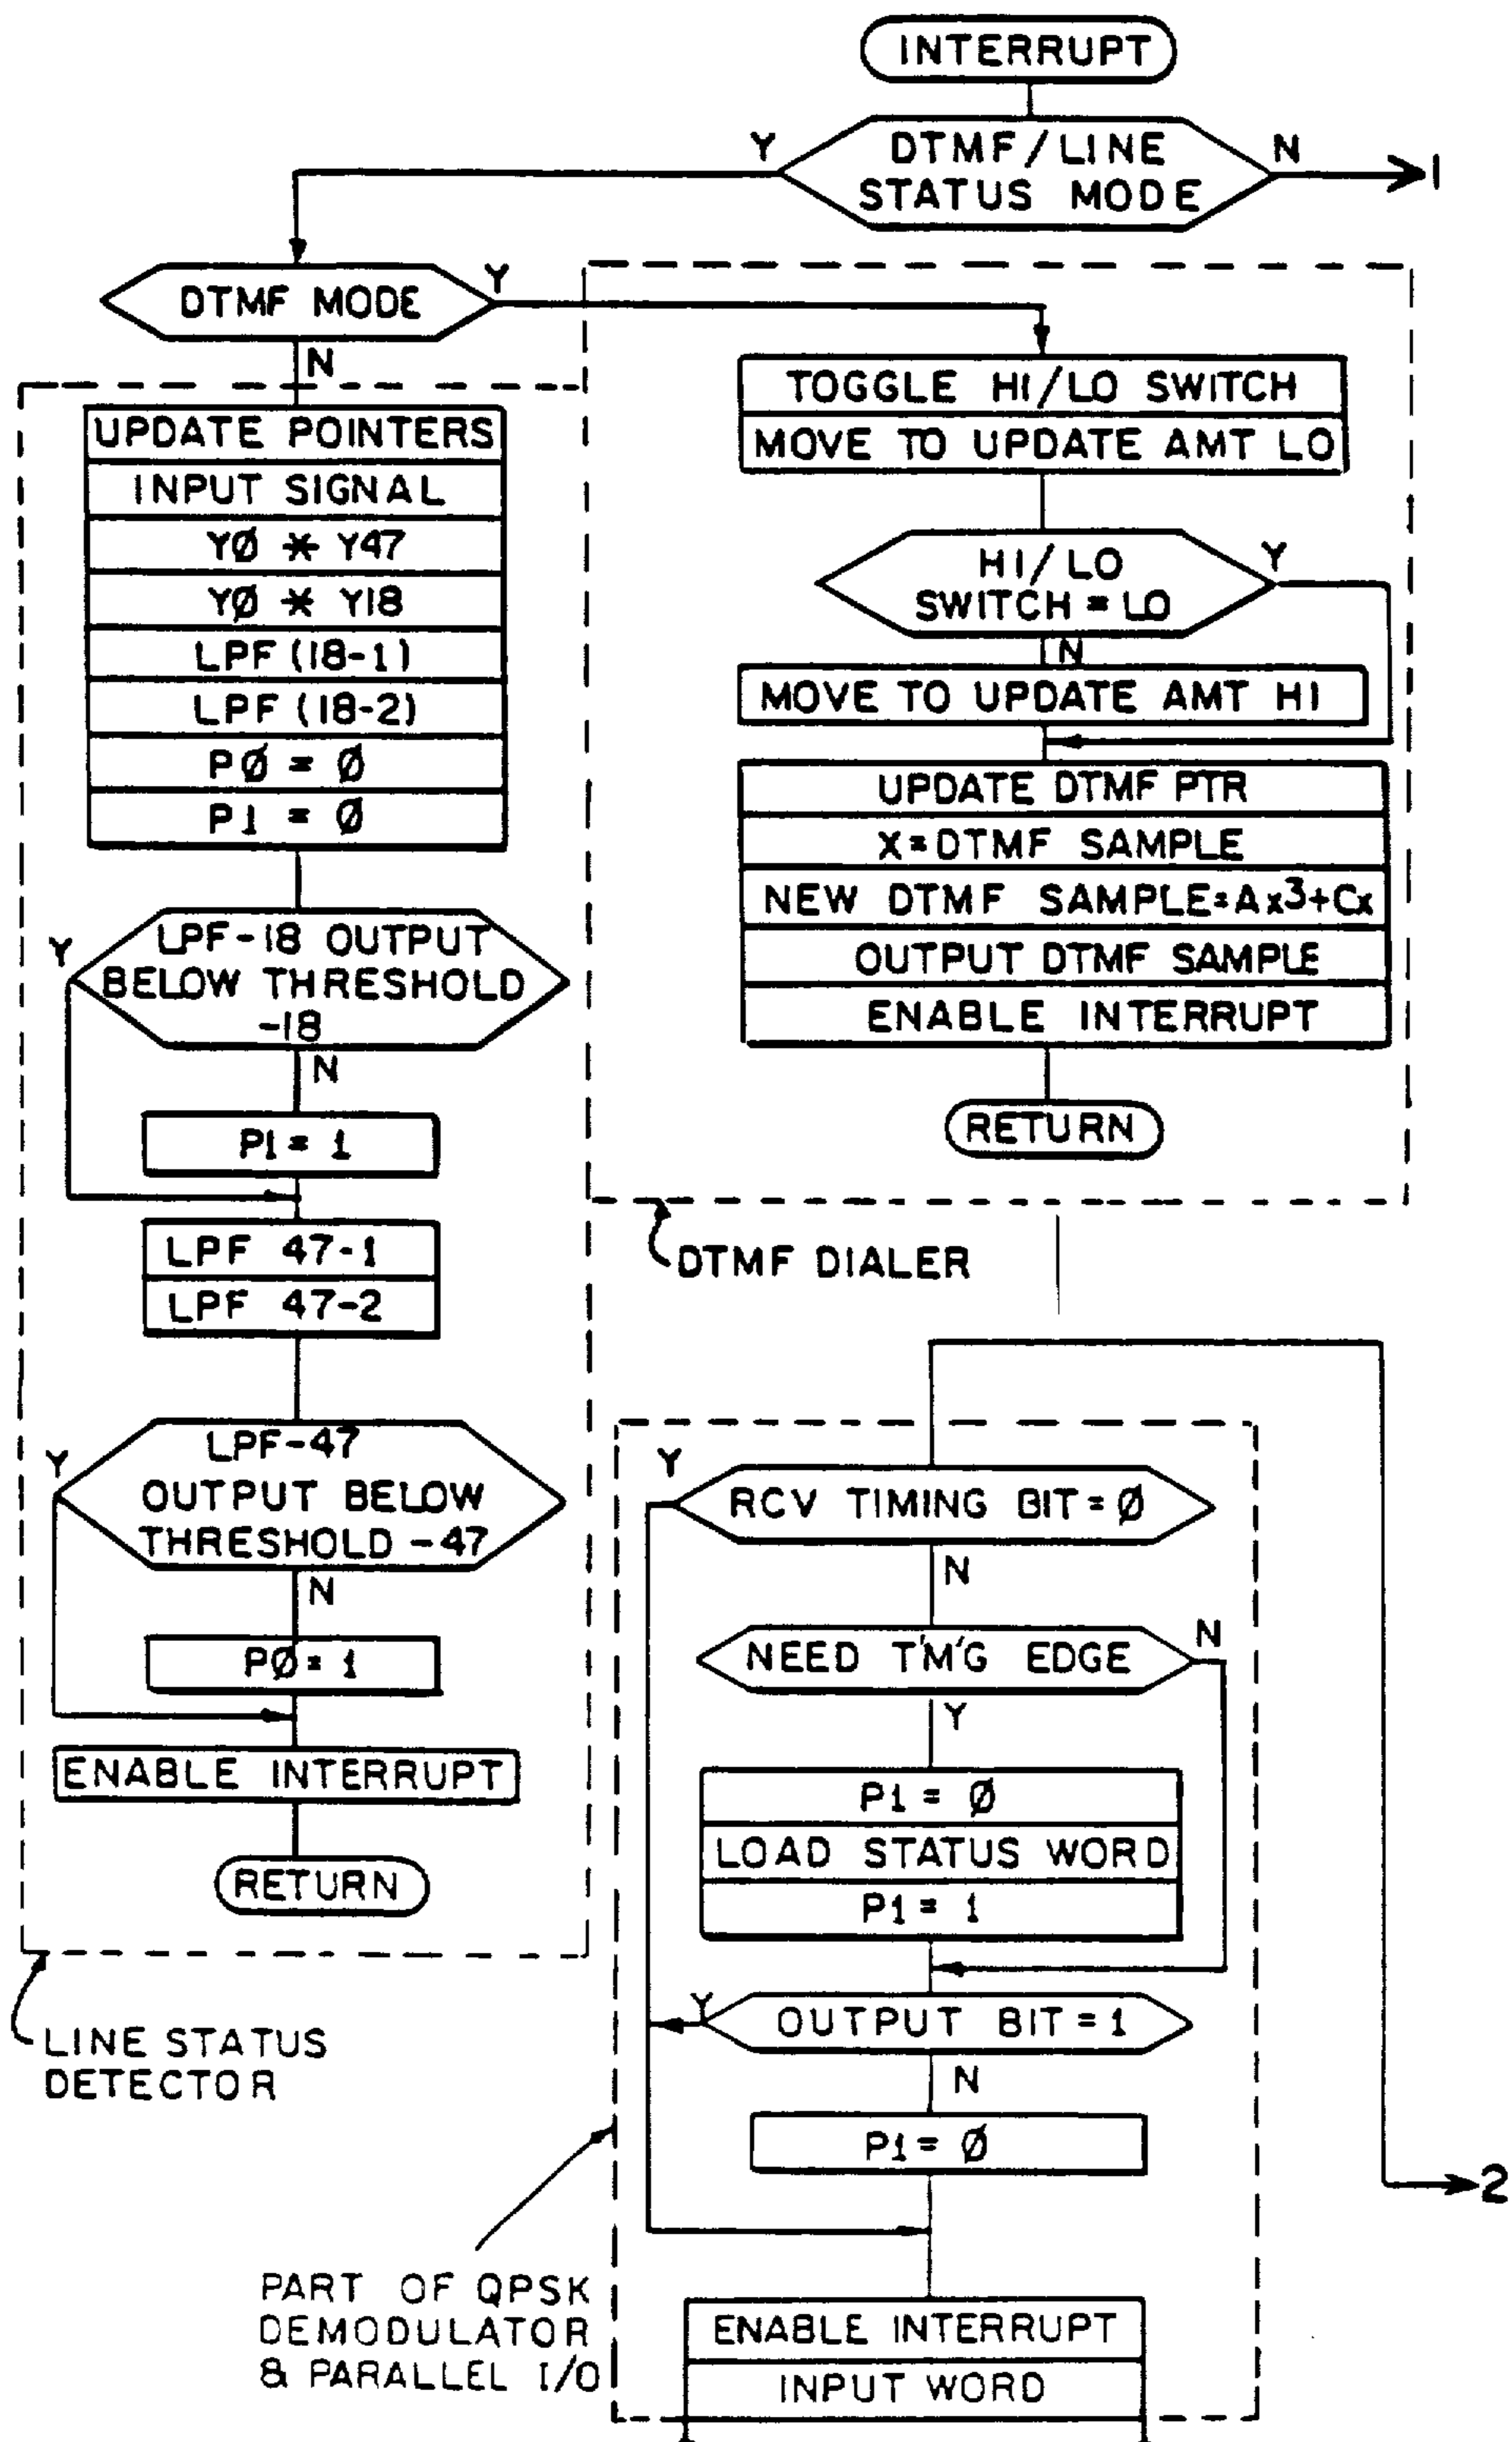 INTERRUPT
Y
DTMF/LINE
STATUS MODE
N
1
DTMF MODE
Y
N
UPDATE POINTERS
INPUT SIGNAL
YØ * Y47
YØ * Y18
LPF (18-1)
LPF (18-2)
PØ = Ø
P1 = Ø
Y
LPF-18 OUTPUT
BELOW THRESHOLD
-18
N
P1 = 1
LPF 47-1
LPF 47-2
Y
LPF-47
OUTPUT BELOW
THRESHOLD -47
N
PØ = 1
ENABLE INTERRUPT
RETURN
LINE STATUS
DETECTOR
TOGGLE HI/LO SWITCH
MOVE TO UPDATE AMT LO
HI/LO
SWITCH = LO
Y
N
MOVE TO UPDATE AMT HI
UPDATE DTMF PTR
X = DTMF SAMPLE
NEW DTMF SAMPLE = Ax³+Cx
OUTPUT DTMF SAMPLE
ENABLE INTERRUPT
RETURN
DTMF DIALER
Y
RCV TIMING BIT = Ø
N
NEED T'M'G EDGE
N
Y
P1 = Ø
LOAD STATUS WORD
P1 = 1
Y
OUTPUT BIT = 1
N
P1 = Ø
2
ENABLE INTERRUPT
INPUT WORD
PART OF QPSK
DEMODULATOR
& PARALLEL I/O